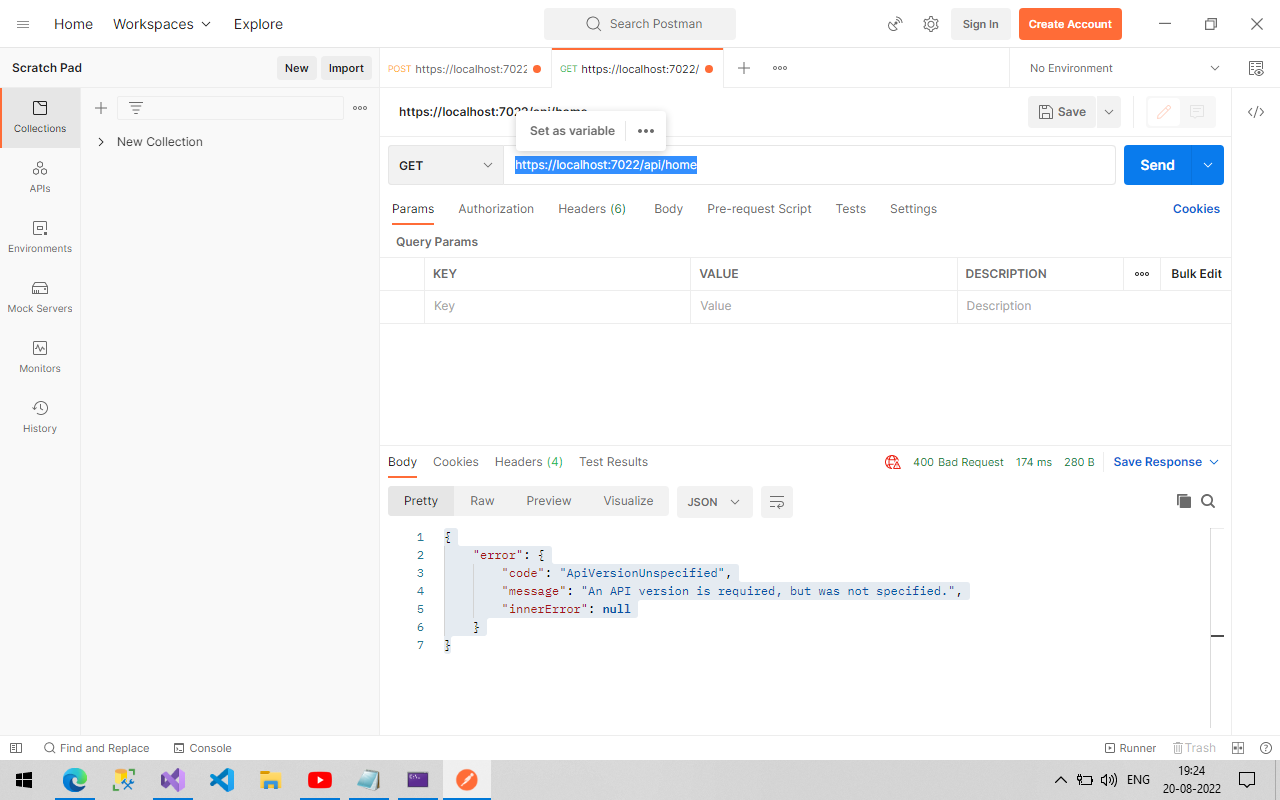 Home Workspaces Explore Search Postman Sign In Create Account
Scratch Pad New Import POST https://localhost:7022 GET https://localhost:7022/ No Environment
Collections
New Collection
APIs
Environments
Mock Servers
Monitors
History
https://localhost:7022/api/home Save
Set as variable
GET https://localhost:7022/api/home Send
Params Authorization Headers (6) Body Pre-request Script Tests Settings Cookies
Query Params
KEY VALUE DESCRIPTION Bulk Edit
Key Value Description
Body Cookies Headers (4) Test Results 400 Bad Request 174 ms 280 B Save Response
Pretty Raw Preview Visualize JSON
1 {
2 "error": {
3 "code": "ApiVersionUnspecified",
4 "message": "An API version is required, but was not specified.",
5 "innerError": null
6 }
7 }
Find and Replace Console Runner Trash
ENG 19:24
20-08-2022